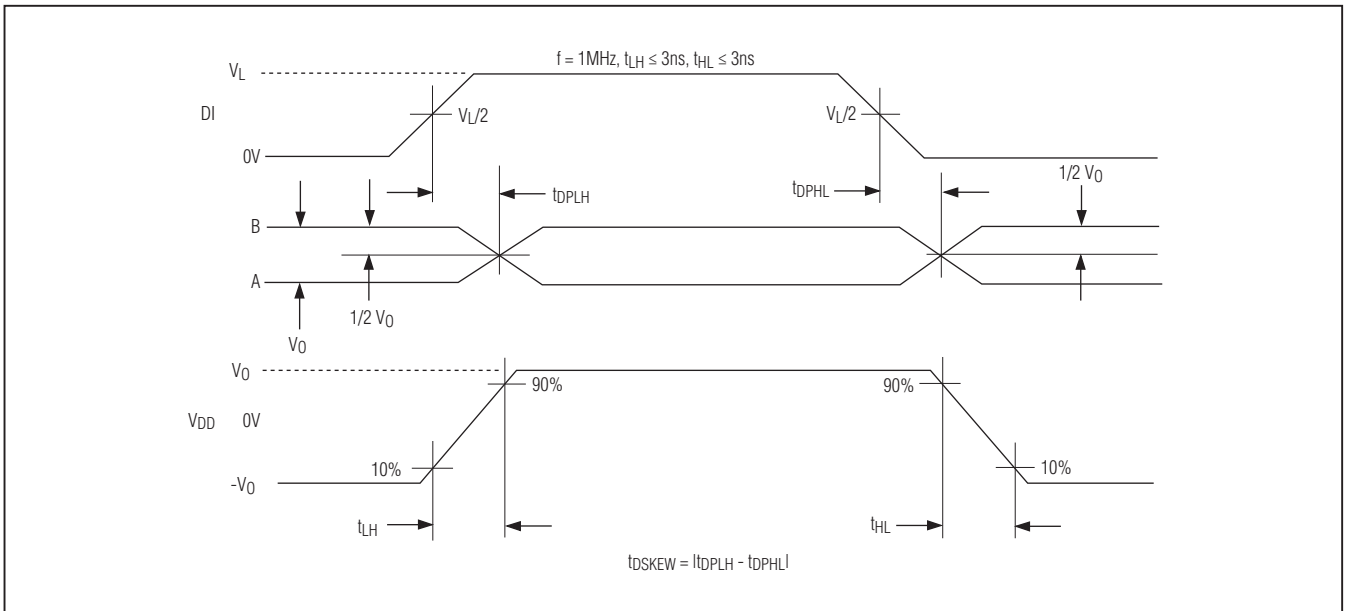 f = 1MHz, tLH ≤ 3ns, tHL ≤ 3ns
VL
DI
VL/2
VL/2
0V
1/2 VO
tDPLH
tDPHL
B
A
1/2 VO
VO
VO
90%
90%
VDD 0V
10%
10%
-VO
tLH
tHL
tDSKEW = |tDPLH - tDPHL|